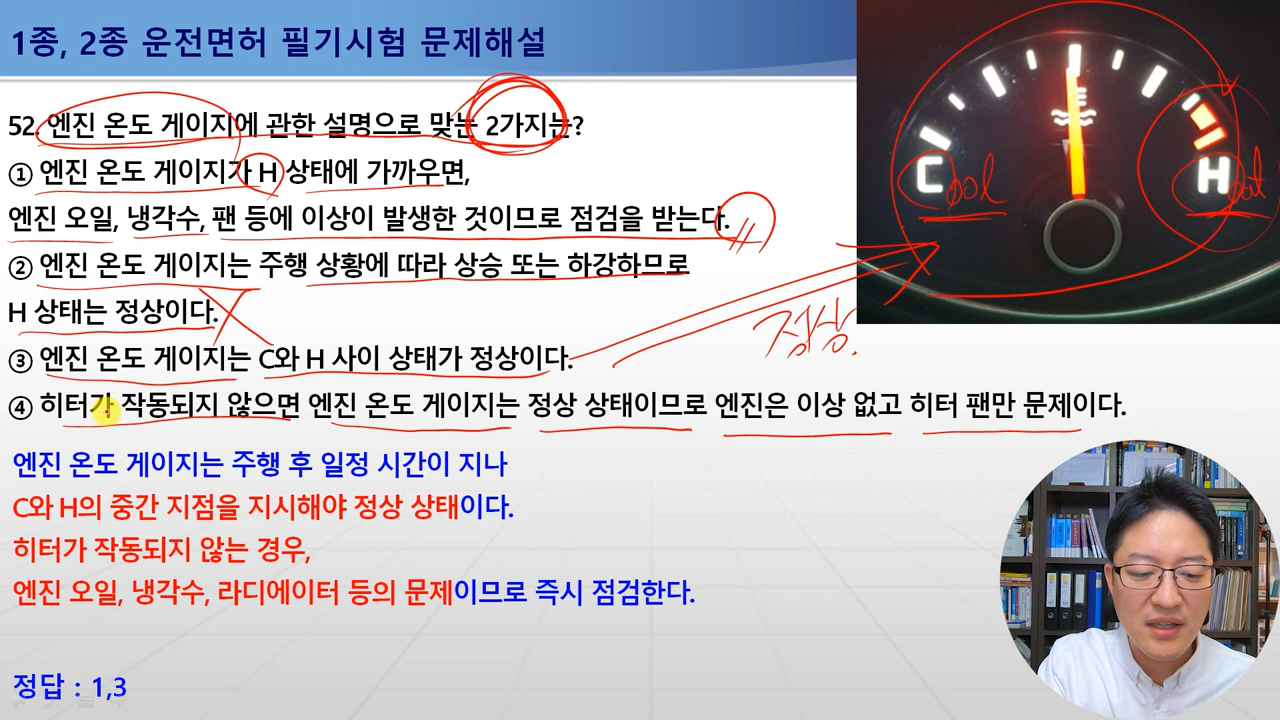 1종, 2종 운전면허 필기시험 문제해설
52. 엔진 온도 게이지에 관한 설명으로 맞는 2가지는?
① 엔진 온도 게이지가 H 상태에 가까우면,
엔진 오일, 냉각수, 팬 등에 이상이 발생한 것이므로 점검을 받는다.
② 엔진 온도 게이지는 주행 상황에 따라 상승 또는 하강하므로
H 상태는 정상이다.
③ 엔진 온도 게이지는 C와 H 사이 상태가 정상이다.
④ 히터가 작동되지 않으면 엔진 온도 게이지는 정상 상태이므로 엔진은 이상 없고 히터 팬만 문제이다.
엔진 온도 게이지는 주행 후 일정 시간이 지나
C와 H의 중간 지점을 지시해야 정상 상태이다.
히터가 작동되지 않는 경우,
엔진 오일, 냉각수, 라디에이터 등의 문제이므로 즉시 점검한다.
정답 : 1,3
C
H
정상.